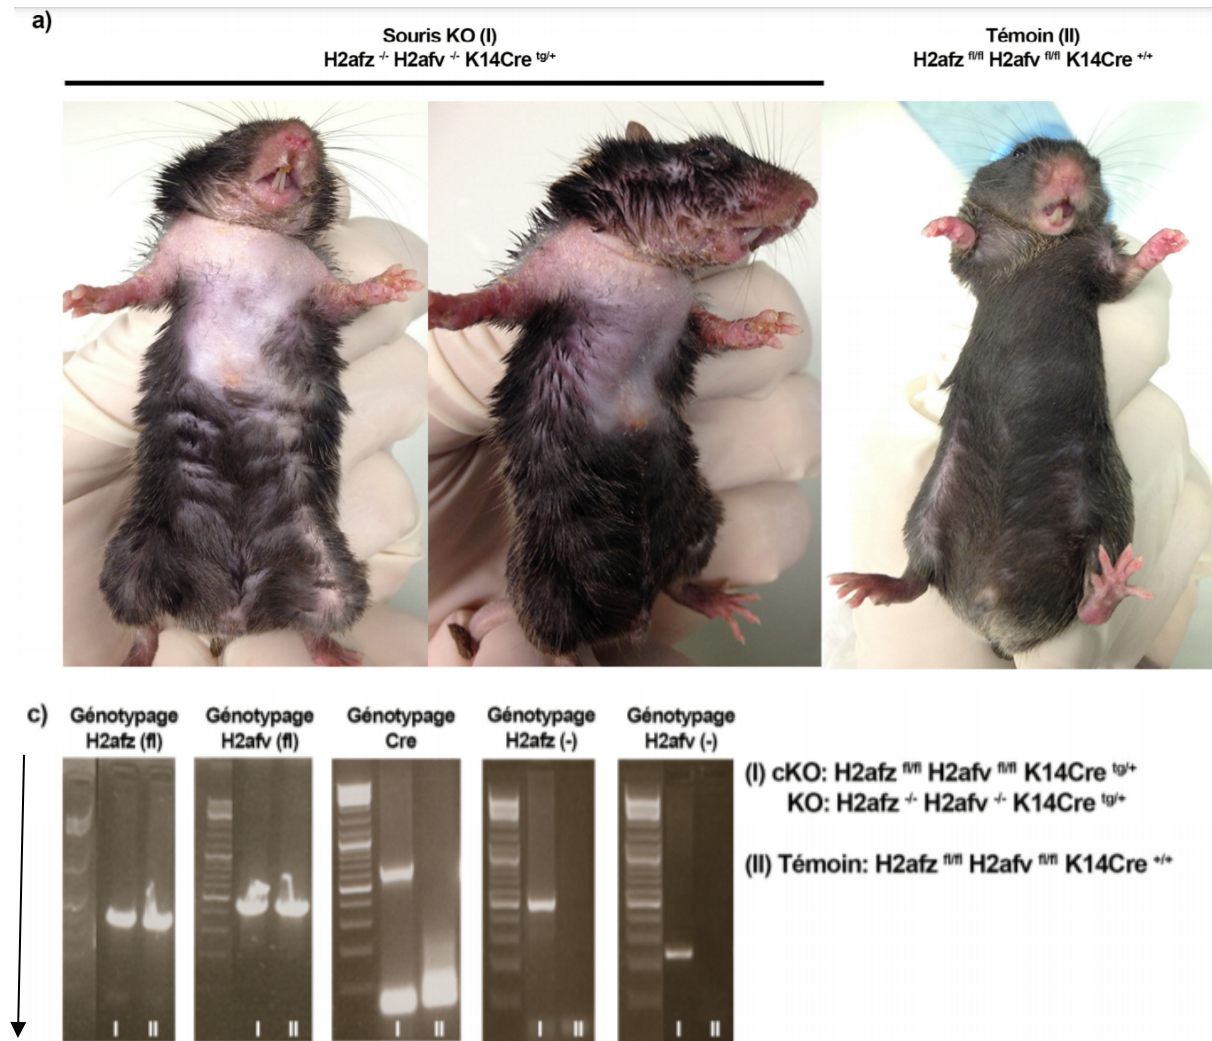 a)
Souris KO (I)
H2afz -/- H2afv -/- K14Cre tg/+
Témoin (II)
H2afz fl/fl H2afv fl/fl K14Cre +/+
c)
Génotypage
H2afz (fl)
Génotypage
H2afv (fl)
Génotypage
Cre
Génotypage
H2afz (-)
Génotypage
H2afv (-)
I II
I II
I II
I II
I II
(I) cKO: H2afz fl/fl H2afv fl/fl K14Cre tg/+
KO: H2afz -/- H2afv -/- K14Cre tg/+
(II) Témoin: H2afz fl/fl H2afv fl/fl K14Cre +/+